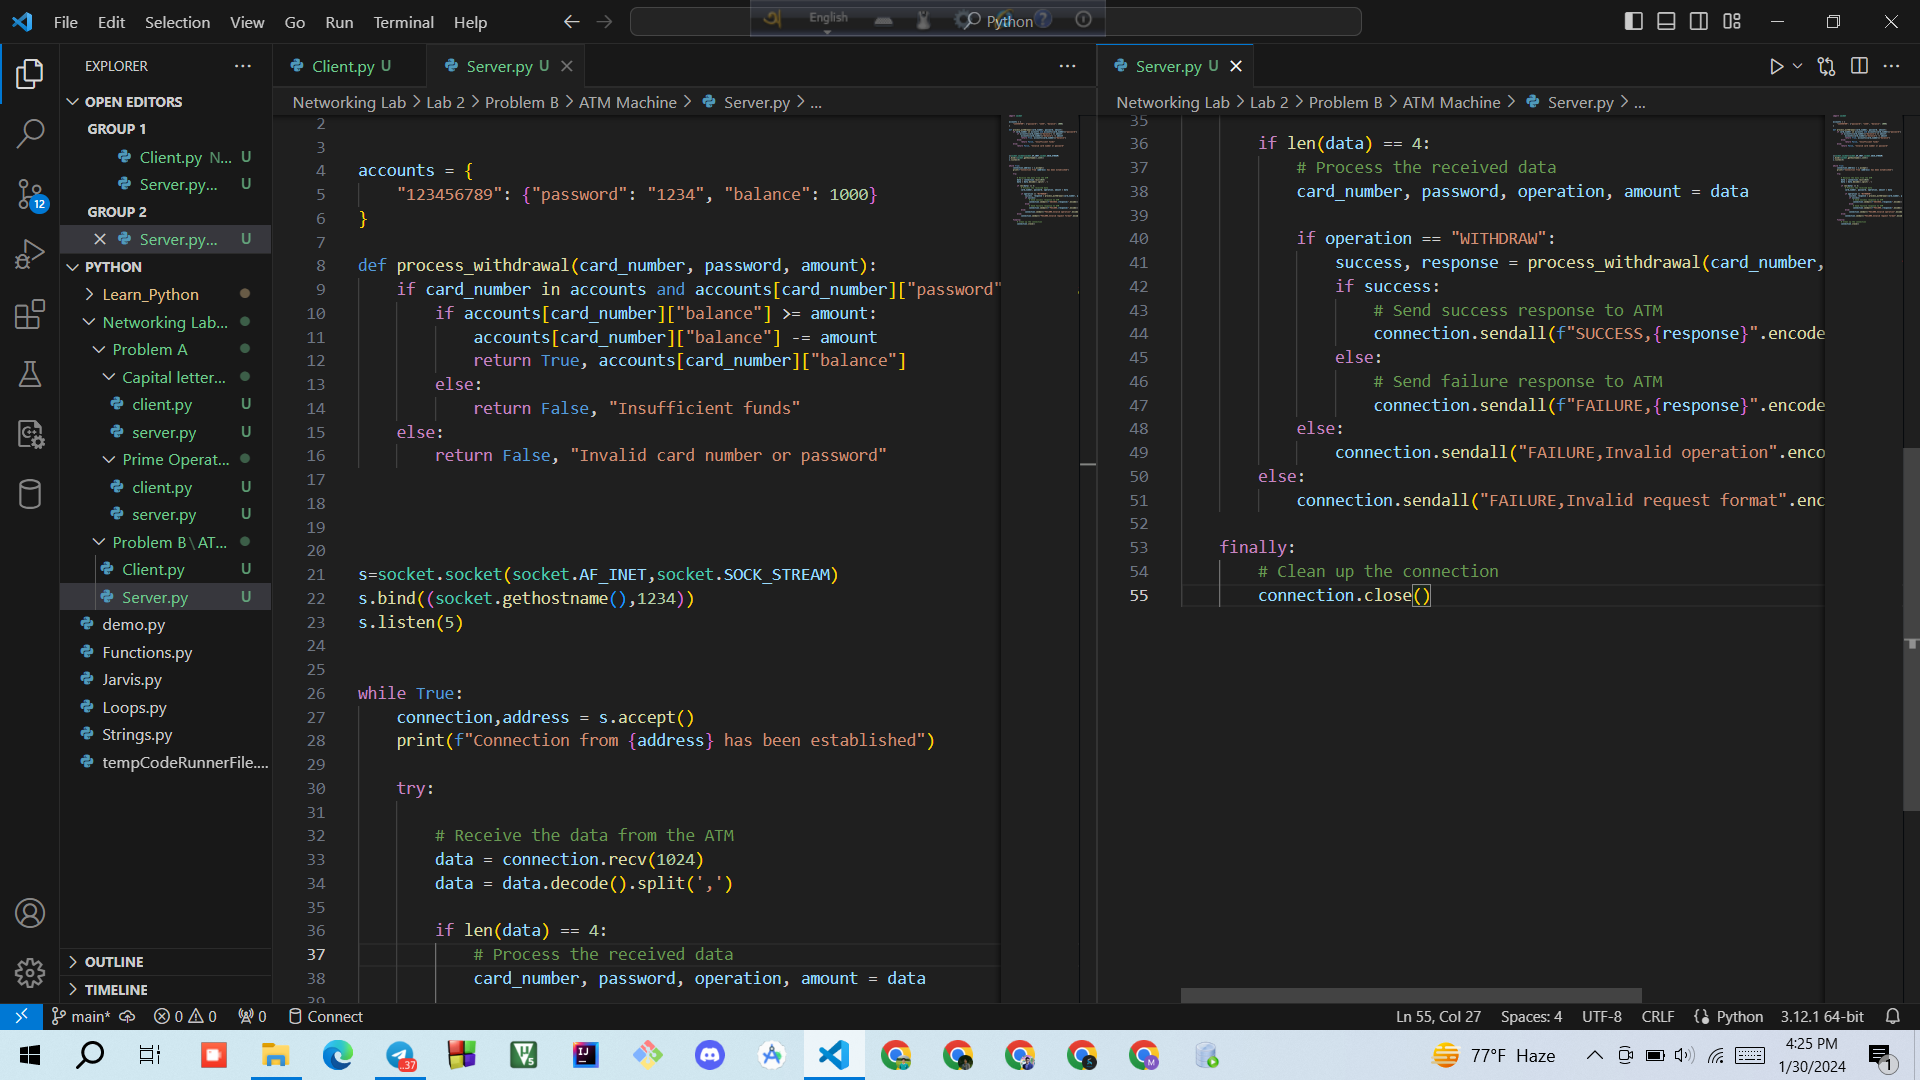 File Edit Selection View Go Run Terminal Help
English
Python
EXPLORER
OPEN EDITORS
GROUP 1
Client.py N... U
Server.py... U
GROUP 2
Server.py... U
PYTHON
Learn_Python
Networking Lab...
Problem A
Capital letter...
client.py U
server.py U
Prime Operat...
client.py U
server.py U
Problem B\AT...
Client.py U
Server.py U
demo.py
Functions.py
Jarvis.py
Loops.py
Strings.py
tempCodeRunnerFile....
OUTLINE
TIMELINE
12
Client.py U
Server.py U
Networking Lab > Lab 2 > Problem B > ATM Machine > Server.py > ...
2
3
4 accounts = {
5 "123456789": {"password": "1234", "balance": 1000}
6 }
7
8 def process_withdrawal(card_number, password, amount):
9 if card_number in accounts and accounts[card_number]["password"
10 if accounts[card_number]["balance"] >= amount:
11 accounts[card_number]["balance"] -= amount
12 return True, accounts[card_number]["balance"]
13 else:
14 return False, "Insufficient funds"
15 else:
16 return False, "Invalid card number or password"
17
18
19
20
21 s=socket.socket(socket.AF_INET,socket.SOCK_STREAM)
22 s.bind((socket.gethostname(),1234))
23 s.listen(5)
24
25
26 while True:
27 connection,address = s.accept()
28 print(f"Connection from {address} has been established")
29
30 try:
31
32 # Receive the data from the ATM
33 data = connection.recv(1024)
34 data = data.decode().split(',')
35
36 if len(data) == 4:
37 # Process the received data
38 card_number, password, operation, amount = data
39
Server.py U
Networking Lab > Lab 2 > Problem B > ATM Machine > Server.py > ...
35
36 if len(data) == 4:
37 # Process the received data
38 card_number, password, operation, amount = data
39
40 if operation == "WITHDRAW":
41 success, response = process_withdrawal(card_number,
42 if success:
43 # Send success response to ATM
44 connection.sendall(f"SUCCESS,{response}".encode
45 else:
46 # Send failure response to ATM
47 connection.sendall(f"FAILURE,{response}".encode
48 else:
49 connection.sendall("FAILURE,Invalid operation".enco
50 else:
51 connection.sendall("FAILURE,Invalid request format".enc
52
53 finally:
54 # Clean up the connection
55 connection.close()
main* 0 0 0 Connect
Ln 55, Col 27 Spaces: 4 UTF-8 CRLF Python 3.12.1 64-bit
77°F Haze
4:25 PM
1/30/2024
1